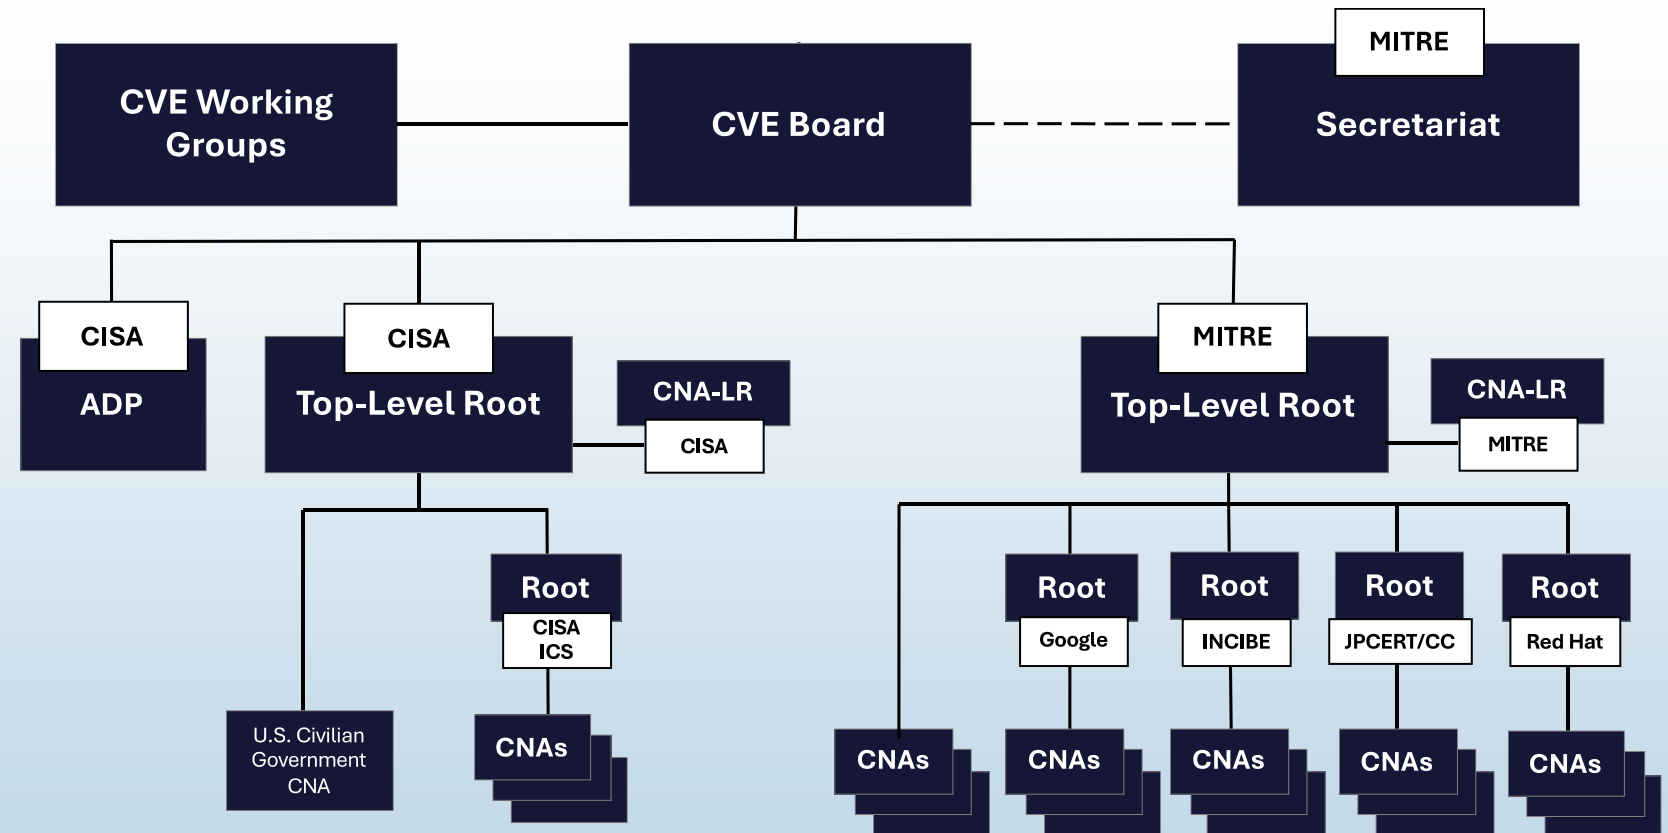 MITRE
CVE Working
Groups
CVE Board
Secretariat
CISA
ADP
CISA
Top-Level Root
CNA-LR
CISA
MITRE
Top-Level Root
CNA-LR
MITRE
Root
CISA
ICS
Root
Google
Root
INCIBE
Root
JPCERT/CC
Root
Red Hat
U.S. Civilian
Government
CNA
CNAs
CNAs
CNAs
CNAs
CNAs
CNAs